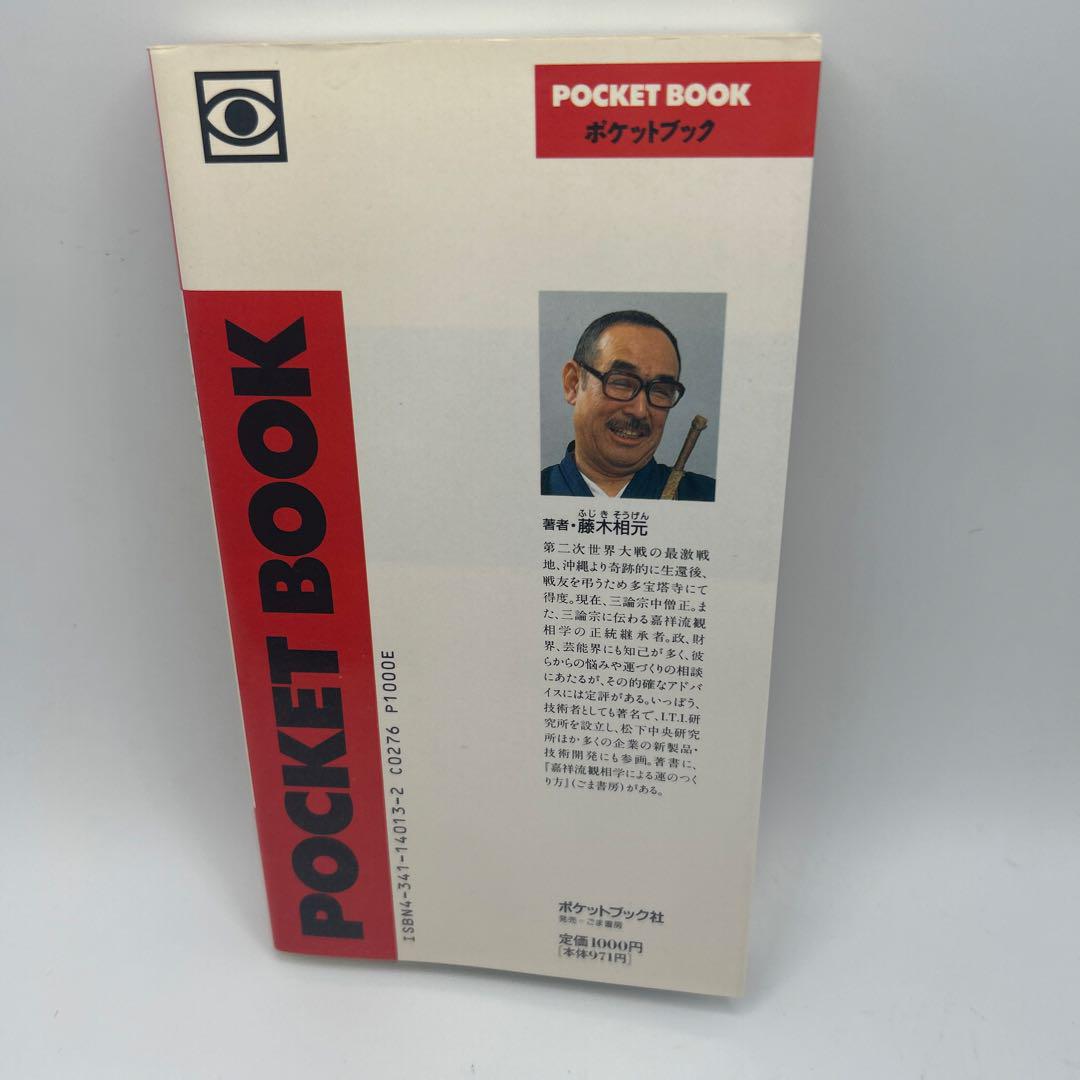 POCKET BOOK
ポケットブック
POCKET BOOK
ISBN4-341-14013-2 C0276 P1000E
ふじ き そうげん
著者・藤木相元
第二次世界大戦の最激戦
地、沖縄より奇跡的に生還後、
戦友を弔うため多宝塔寺にて
得度。現在、三論宗中僧正。ま
た、三論宗に伝わる嘉祥流観
相学の正統継承者。政、財
界、芸能界にも知己が多く、彼
らからの悩みや運づくりの相談
にあたるが、その的確なアドバ
イスには定評がある。いっぽう、
技術者としても著名で、I.T.I.研
究所を設立し、松下中央研究
所ほか多くの企業の新製品・
技術開発にも参画。著書に、
『嘉祥流観相学による運のつく
り方』(ごま書房)がある。
ポケットブック社
発売=ごま書房
定価1000円
[本体971円]